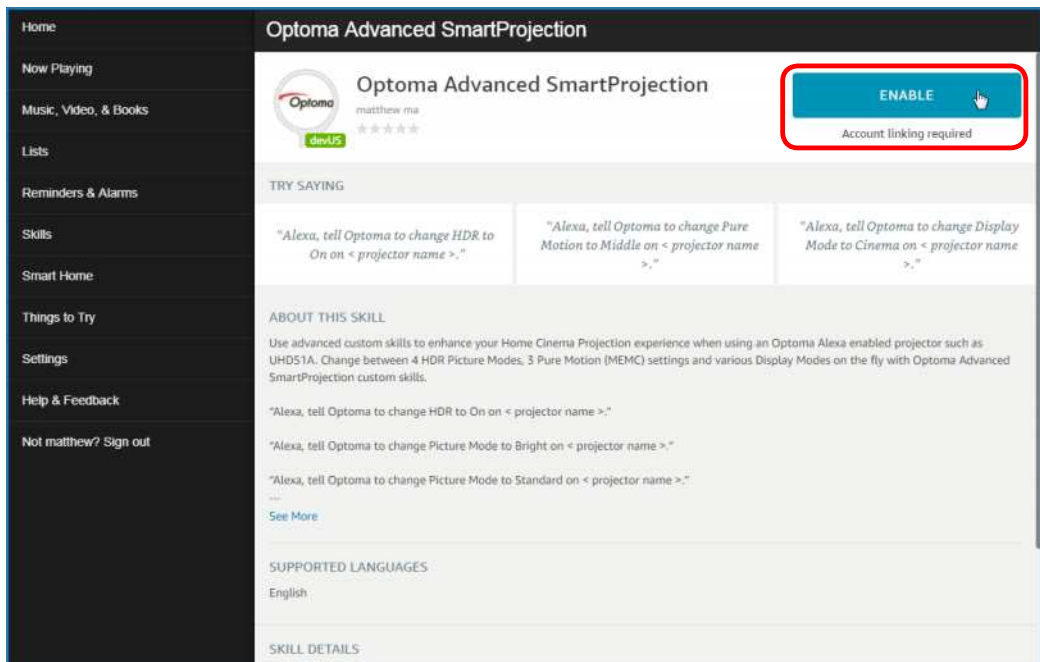 Home
Now Playing
Music, Video, & Books
Lists
Reminders & Alarms
Skills
Smart Home
Things to Try
Settings
Help & Feedback
Not matthew? Sign out
Optoma Advanced SmartProjection
Optoma
devUS
Optoma Advanced SmartProjection
matthew ma
ENABLE
Account linking required
TRY SAYING
"Alexa, tell Optoma to change HDR to
On on < projector name >."
"Alexa, tell Optoma to change Pure
Motion to Middle on < projector name
>."
"Alexa, tell Optoma to change Display
Mode to Cinema on < projector name
>."
ABOUT THIS SKILL
Use advanced custom skills to enhance your Home Cinema Projection experience when using an Optoma Alexa enabled projector such as
UHD51A. Change between 4 HDR Picture Modes, 3 Pure Motion (MEMC) settings and various Display Modes on the fly with Optoma Advanced
SmartProjection custom skills.
"Alexa, tell Optoma to change HDR to On on < projector name >."
"Alexa, tell Optoma to change Picture Mode to Bright on < projector name >."
"Alexa, tell Optoma to change Picture Mode to Standard on < projector name >."
...
See More
SUPPORTED LANGUAGES
English
SKILL DETAILS